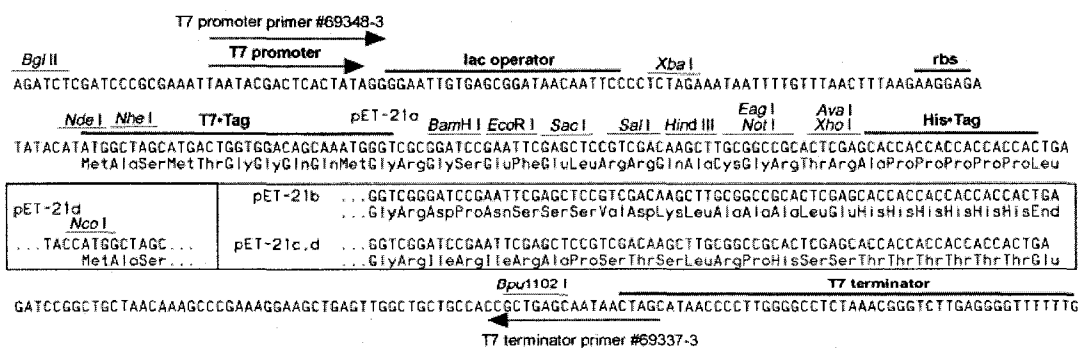 T7 promoter primer #69348-3
Bgl II T7 promoter lac operator Xba I rbs
AGATCTCGATCCCGCGAAATTAATACGACTCACTATAGGGGAATTGTGAGCGGATAACAATTCCCCTCTAGAAATAATTTTGTTTAACTTTAAGAAGGAGA
Nde I Nhe I T7•Tag pET-21a BamH I EcoR I Sac I Sal I Hind III Eag I Not I Ava I Xho I His•Tag
TATACATATGGCTAGCATGACTGGTGGACAGCAAATGGGTCGCGGATCCGAATTCGAGCTCCGTCGACAAGCTTGCGGCCGCACTCGAGCACCACCACCACCACCACTGA
MetAlaSerMetThrGlyGlyGlnGlnMetGlyArgGlySerGluPheGluLeuArgArgGlnAlaCysGlyArgThrArgAlaProProProProProLeu
pET-21b ...GGTCGGGATCCGAATTCGAGCTCCGTCGACAAGCTTGCGGCCGCACTCGAGCACCACCACCACCACCACTGA
...GlyArgAspProAsnSerSerSerValAspLysLeuAlaAlaAlaLeuGluHisHisHisHisHisHisEnd
pET-21d
Nco I
...TACCATGGCTAGC...
MetAlaSer...
pET-21c,d ...GGTCGGATCCGAATTCGAGCTCCGTCGACAAGCTTGCGGCCGCACTCGAGCACCACCACCACCACCACTGA
...GlyArgIleArgIleArgAlaProSerThrSerLeuArgProHisSerSerThrThrThrThrThrThrGlu
Bpu1102 I T7 terminator
GATCCGGCTGCTAACAAAGCCCGAAAGGAAGCTGAGTTGGCTGCTGCCACCGCTGAGCAATAACTAGCATAACCCCTTGGGGCCTCTAAACGGGTCTTGAGGGGTTTTTTG
T7 terminator primer #69337-3